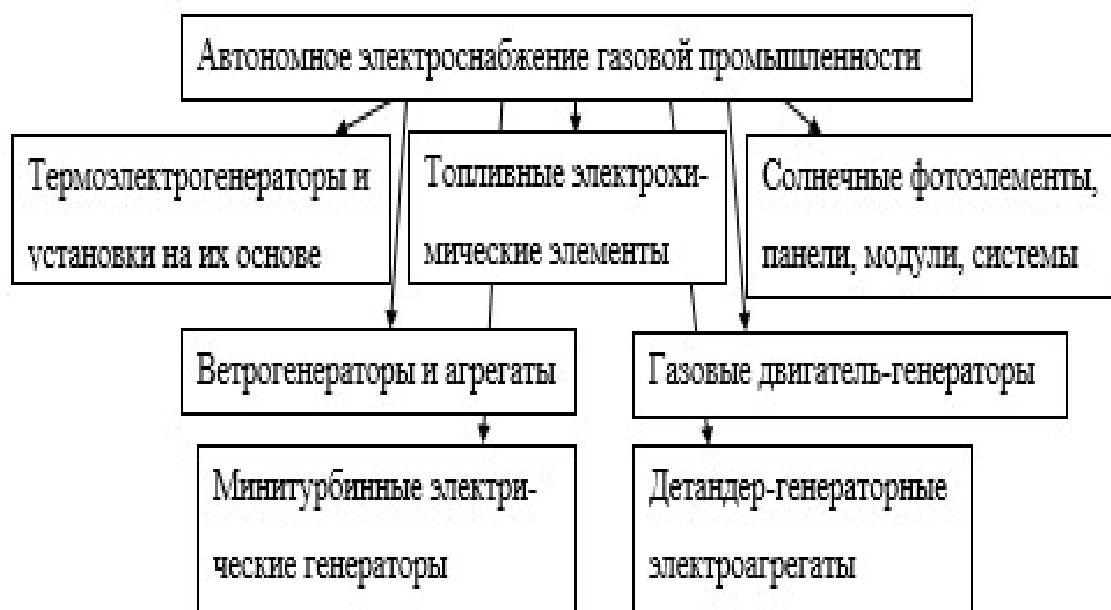 Автономное электроснабжение газовой промышленности
Термоэлектрогенераторы и
установки на их основе
Топливные электрохи-
мические элементы
Солнечные фотоэлементы,
панели, модули, системы
Ветрогенераторы и агрегаты
Газовые двигатель-генераторы
Минитурбинные электри-
ческие генераторы
Детандер-генераторные
электроагрегаты